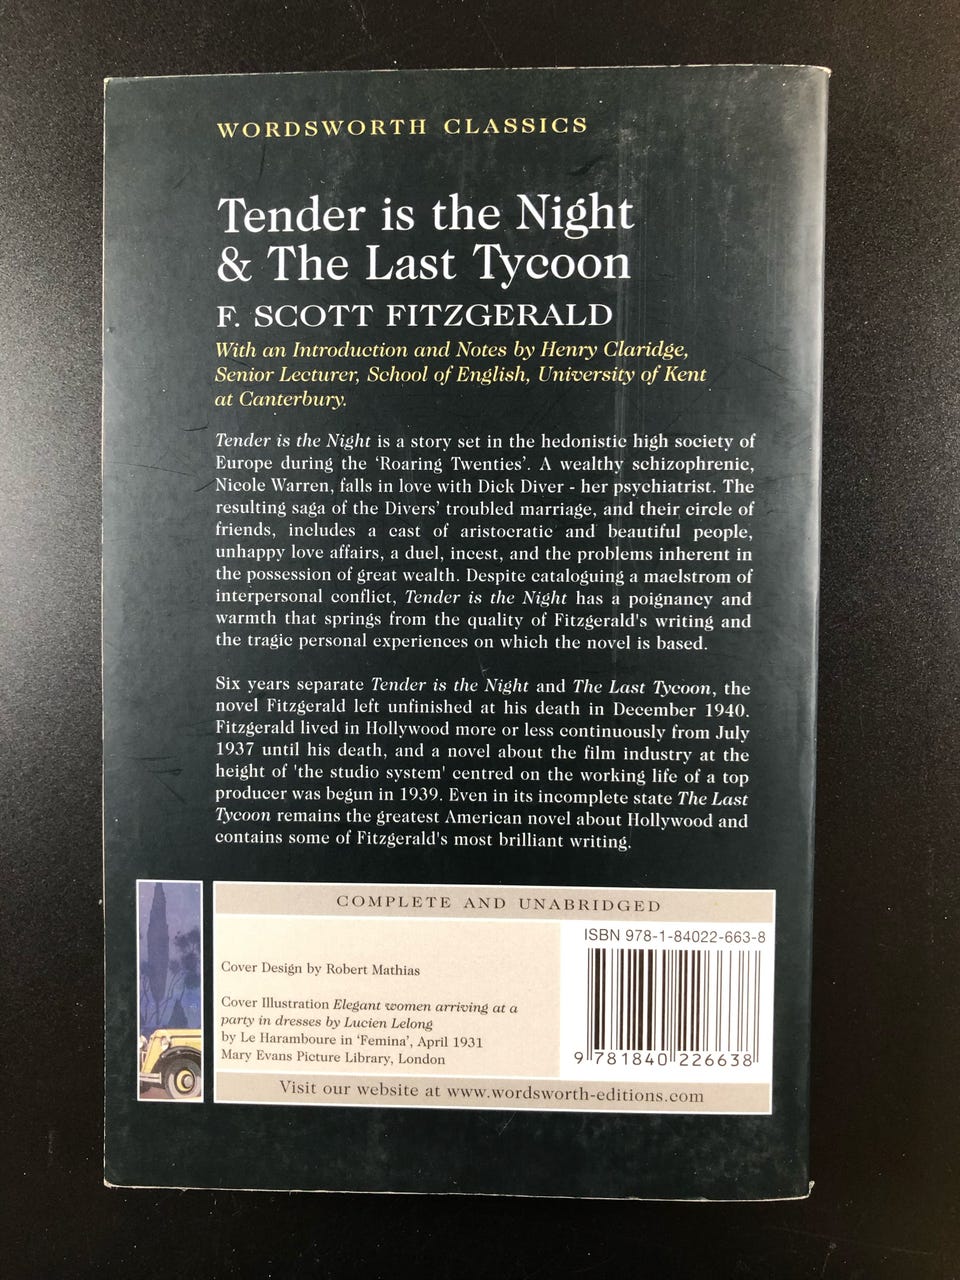 WORDSWORTH CLASSICS
Tender is the Night
& The Last Tycoon
F. SCOTT FITZGERALD
With an Introduction and Notes by Henry Claridge,
Senior Lecturer, School of English, University of Kent
at Canterbury.
Tender is the Night is a story set in the hedonistic high society of
Europe during the ‘Roaring Twenties’. A wealthy schizophrenic,
Nicole Warren, falls in love with Dick Diver - her psychiatrist. The
resulting saga of the Divers’ troubled marriage, and their circle of
friends, includes a cast of aristocratic and beautiful people,
unhappy love affairs, a duel, incest, and the problems inherent in
the possession of great wealth. Despite cataloguing a maelstrom of
interpersonal conflict, Tender is the Night has a poignancy and
warmth that springs from the quality of Fitzgerald's writing and
the tragic personal experiences on which the novel is based.
Six years separate Tender is the Night and The Last Tycoon, the
novel Fitzgerald left unfinished at his death in December 1940.
Fitzgerald lived in Hollywood more or less continuously from July
1937 until his death, and a novel about the film industry at the
height of 'the studio system' centred on the working life of a top
producer was begun in 1939. Even in its incomplete state The Last
Tycoon remains the greatest American novel about Hollywood and
contains some of Fitzgerald's most brilliant writing.
COMPLETE AND UNABRIDGED
ISBN 978-1-84022-663-8
Cover Design by Robert Mathias
Cover Illustration Elegant women arriving at a
party in dresses by Lucien Lelong
by Le Haramboure in ‘Femina’, April 1931
Mary Evans Picture Library, London
9 781840 226638
Visit our website at www.wordsworth-editions.com